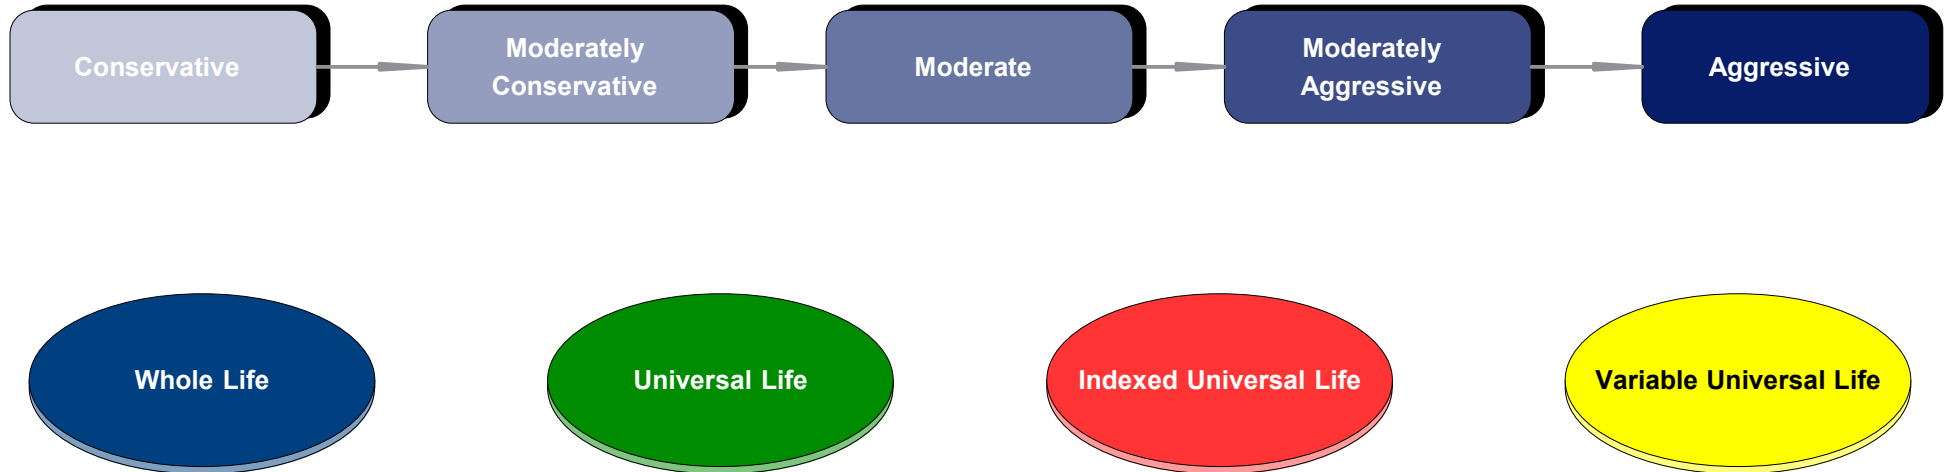 Conservative
Moderately
Conservative
Moderate
Moderately
Aggressive
Aggressive
Whole Life
Universal Life
Indexed Universal Life
Variable Universal Life